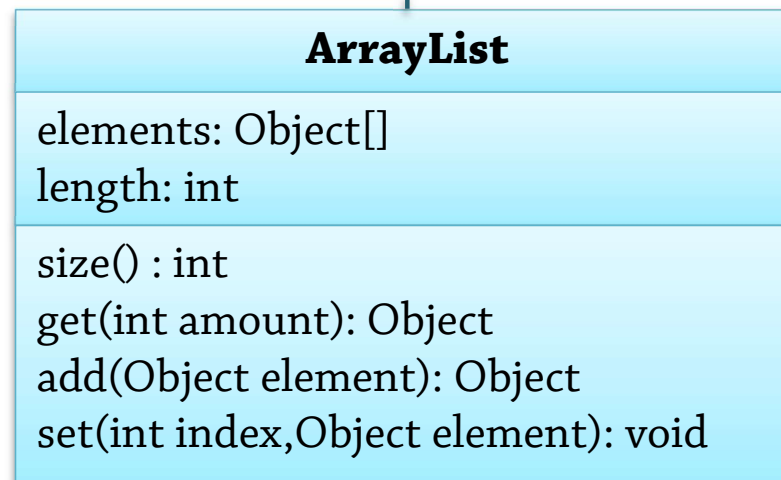 ArrayList
elements: Object[]
length: int
size() : int
get(int amount): Object
add(Object element): Object
set(int index,Object element): void